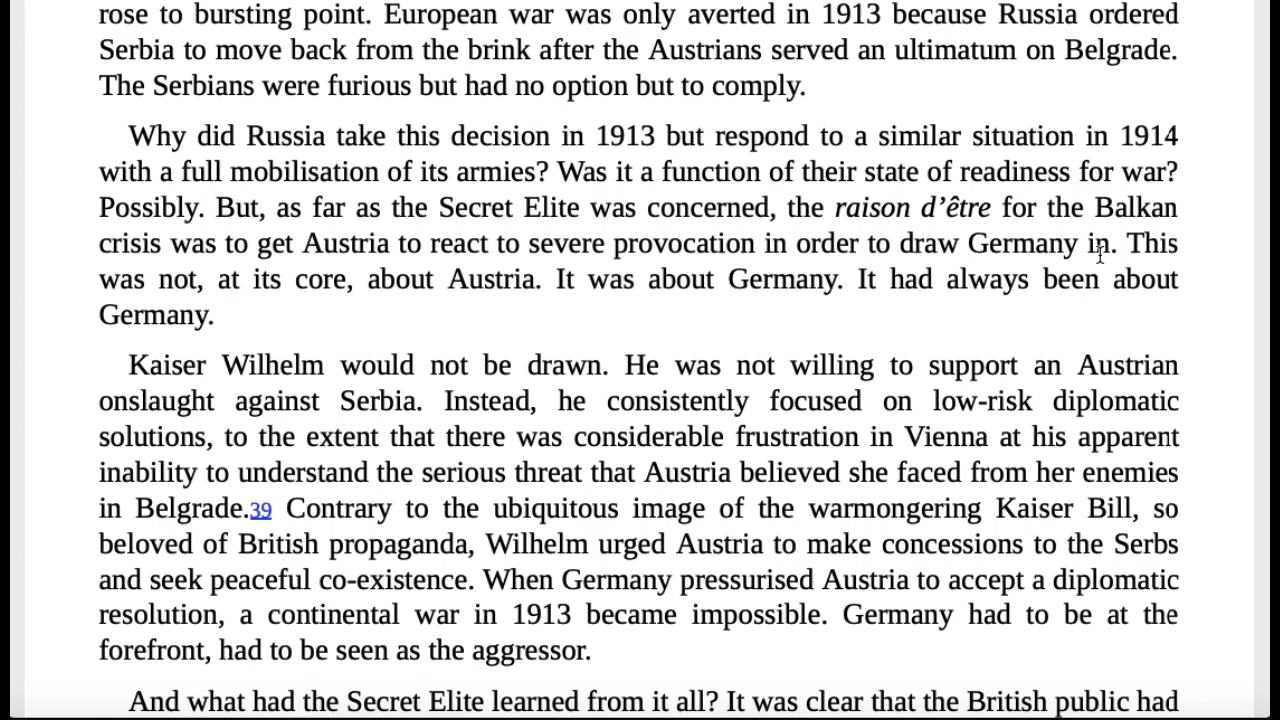 rose to bursting point. European war was only averted in 1913 because Russia ordered
Serbia to move back from the brink after the Austrians served an ultimatum on Belgrade.
The Serbians were furious but had no option but to comply.
Why did Russia take this decision in 1913 but respond to a similar situation in 1914
with a full mobilisation of its armies? Was it a function of their state of readiness for war?
Possibly. But, as far as the Secret Elite was concerned, the raison d’être for the Balkan
crisis was to get Austria to react to severe provocation in order to draw Germany in. This
was not, at its core, about Austria. It was about Germany. It had always been about
Germany.
Kaiser Wilhelm would not be drawn. He was not willing to support an Austrian
onslaught against Serbia. Instead, he consistently focused on low-risk diplomatic
solutions, to the extent that there was considerable frustration in Vienna at his apparent
inability to understand the serious threat that Austria believed she faced from her enemies
in Belgrade.39 Contrary to the ubiquitous image of the warmongering Kaiser Bill, so
beloved of British propaganda, Wilhelm urged Austria to make concessions to the Serbs
and seek peaceful co-existence. When Germany pressurised Austria to accept a diplomatic
resolution, a continental war in 1913 became impossible. Germany had to be at the
forefront, had to be seen as the aggressor.
And what had the Secret Elite learned from it all? It was clear that the British public had